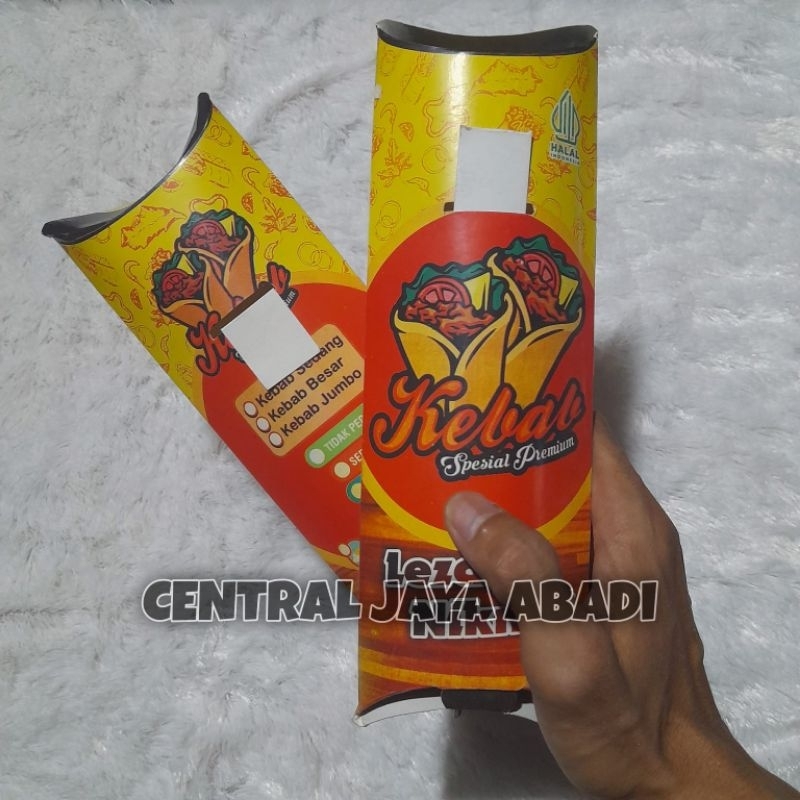 HALAL
INDONESIA
Kebab
Spesial Premium
Kebab Sedang
Kebab Besar
Kebab Jumbo
CENTRAL JAYA ABADI